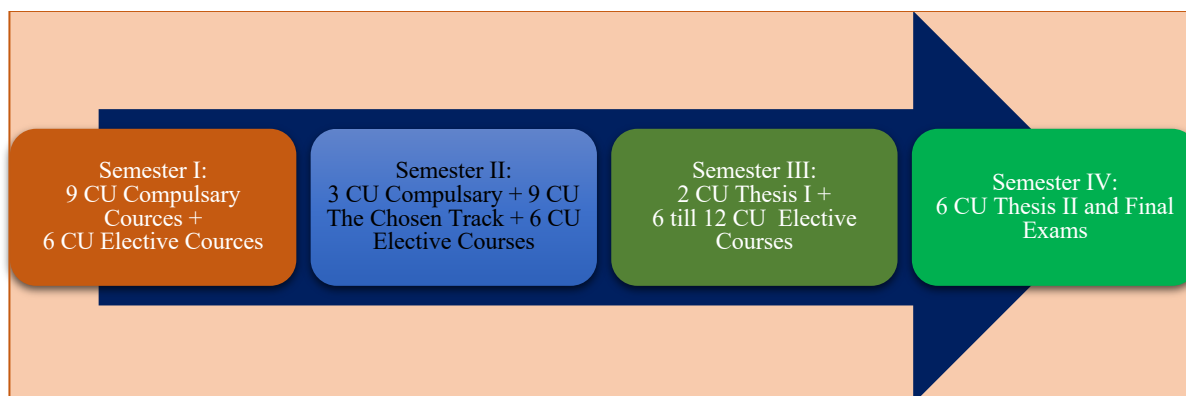 Semester I:
9 CU Compulsary
Cources +
6 CU Elective Cources
Semester II:
3 CU Compulsary + 9 CU
The Chosen Track + 6 CU
Elective Courses
Semester III:
2 CU Thesis I +
6 till 12 CU Elective
Courses
Semester IV:
6 CU Thesis II and Final
Exams